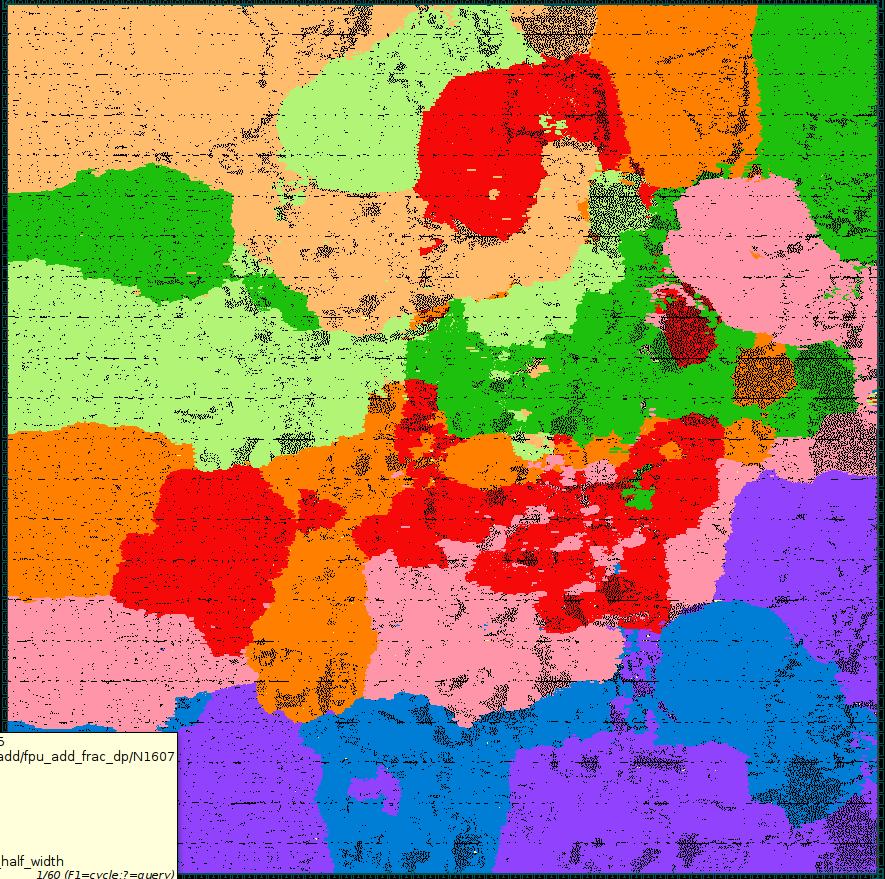 add/fpu_add_frac_dp/N1607
half_width
1/60 (F1=cycle;?=query)